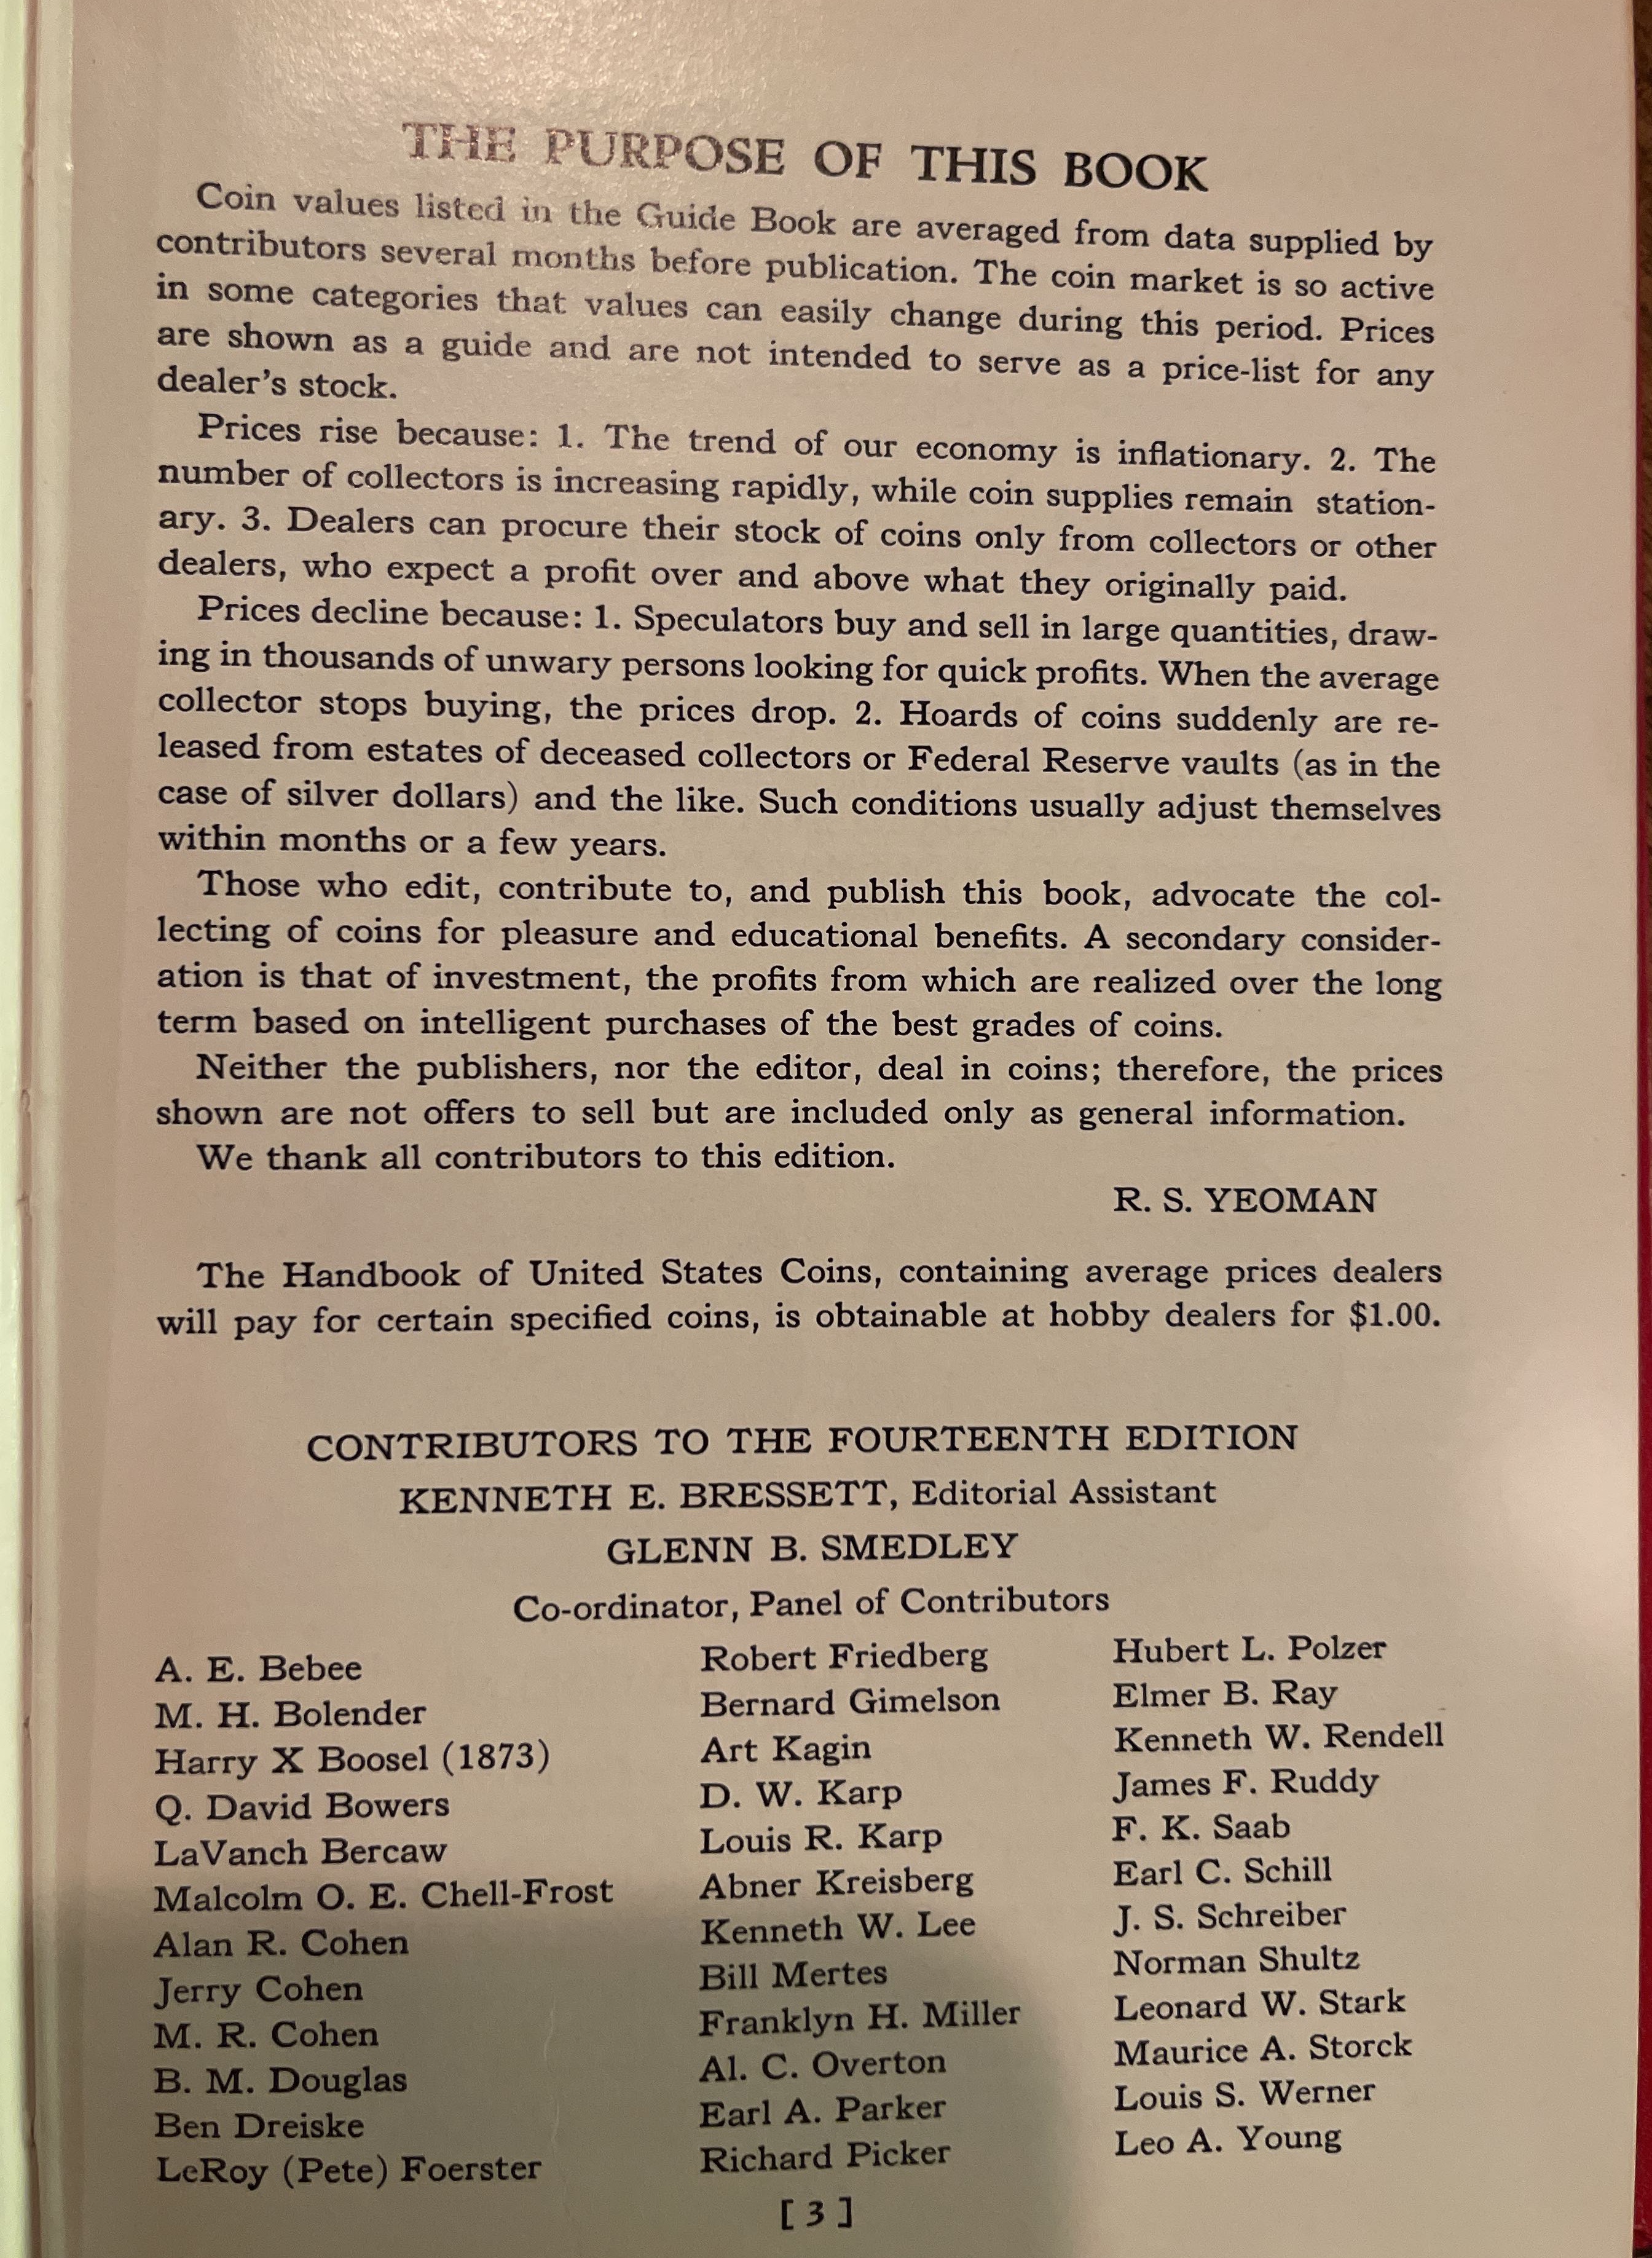 THE PURPOSE OF THIS BOOK
Coin values listed in the Guide Book are averaged from data supplied by
contributors several months before publication. The coin market is so active
in some categories that values can easily change during this period. Prices
are shown as a guide and are not intended to serve as a price-list for any
dealer's stock.
Prices rise because: 1. The trend of our economy is inflationary. 2. The
number of collectors is increasing rapidly, while coin supplies remain station-
ary. 3. Dealers can procure their stock of coins only from collectors or other
dealers, who expect a profit over and above what they originally paid.
Prices decline because: 1. Speculators buy and sell in large quantities, draw-
ing in thousands of unwary persons looking for quick profits. When the average
collector stops buying, the prices drop. 2. Hoards of coins suddenly are re-
leased from estates of deceased collectors or Federal Reserve vaults (as in the
case of silver dollars) and the like. Such conditions usually adjust themselves
within months or a few years.
Those who edit, contribute to, and publish this book, advocate the col-
lecting of coins for pleasure and educational benefits. A secondary consider-
ation is that of investment, the profits from which are realized over the long
term based on intelligent purchases of the best grades of coins.
Neither the publishers, nor the editor, deal in coins; therefore, the prices
shown are not offers to sell but are included only as general information.
We thank all contributors to this edition.
R. S. YEOMAN
The Handbook of United States Coins, containing average prices dealers
will pay for certain specified coins, is obtainable at hobby dealers for $1.00.
CONTRIBUTORS TO THE FOURTEENTH EDITION
KENNETH E. BRESSETT, Editorial Assistant
GLENN B. SMEDLEY
Co-ordinator, Panel of Contributors
A. E. Bebee
M. H. Bolender
Harry X Boosel (1873)
Q. David Bowers
LaVanch Bercaw
Malcolm O. E. Chell-Frost
Alan R. Cohen
Jerry Cohen
M. R. Cohen
B. M. Douglas
Ben Dreiske
LeRoy (Pete) Foerster
Robert Friedberg
Bernard Gimelson
Art Kagin
D. W. Karp
Louis R. Karp
Abner Kreisberg
Kenneth W. Lee
Bill Mertes
Franklyn H. Miller
Al. C. Overton
Earl A. Parker
Richard Picker
Hubert L. Polzer
Elmer B. Ray
Kenneth W. Rendell
James F. Ruddy
F. K. Saab
Earl C. Schill
J. S. Schreiber
Norman Shultz
Leonard W. Stark
Maurice A. Storck
Louis S. Werner
Leo A. Young
[ 3 ]